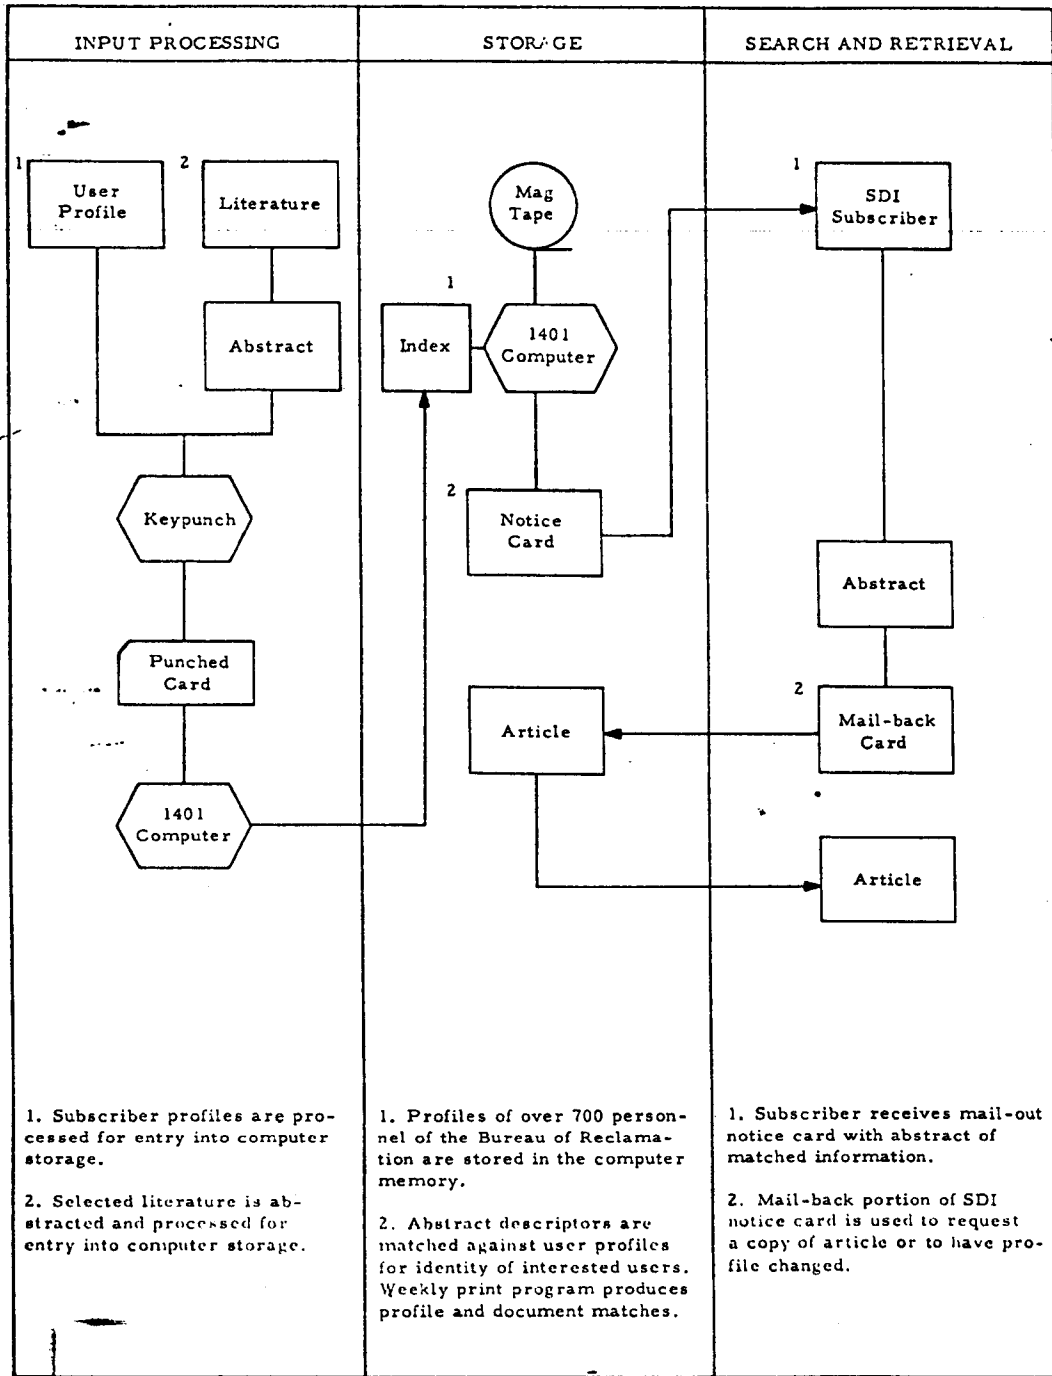 INPUT PROCESSING
STORAGE
SEARCH AND RETRIEVAL
1
User
Profile
2
Literature
Abstract
Keypunch
Punched
Card
1401
Computer
Mag
Tape
1
Index
1401
Computer
2
Notice
Card
Article
1
SDI
Subscriber
Abstract
2
Mail-back
Card
Article
1. Subscriber profiles are pro-
cessed for entry into computer
storage.
2. Selected literature is ab-
stracted and processed for
entry into computer storage.
1. Profiles of over 700 person-
nel of the Bureau of Reclama-
tion are stored in the computer
memory.
2. Abstract descriptors are
matched against user profiles
for identity of interested users.
Weekly print program produces
profile and document matches.
1. Subscriber receives mail-out
notice card with abstract of
matched information.
2. Mail-back portion of SDI
notice card is used to request
a copy of article or to have pro-
file changed.